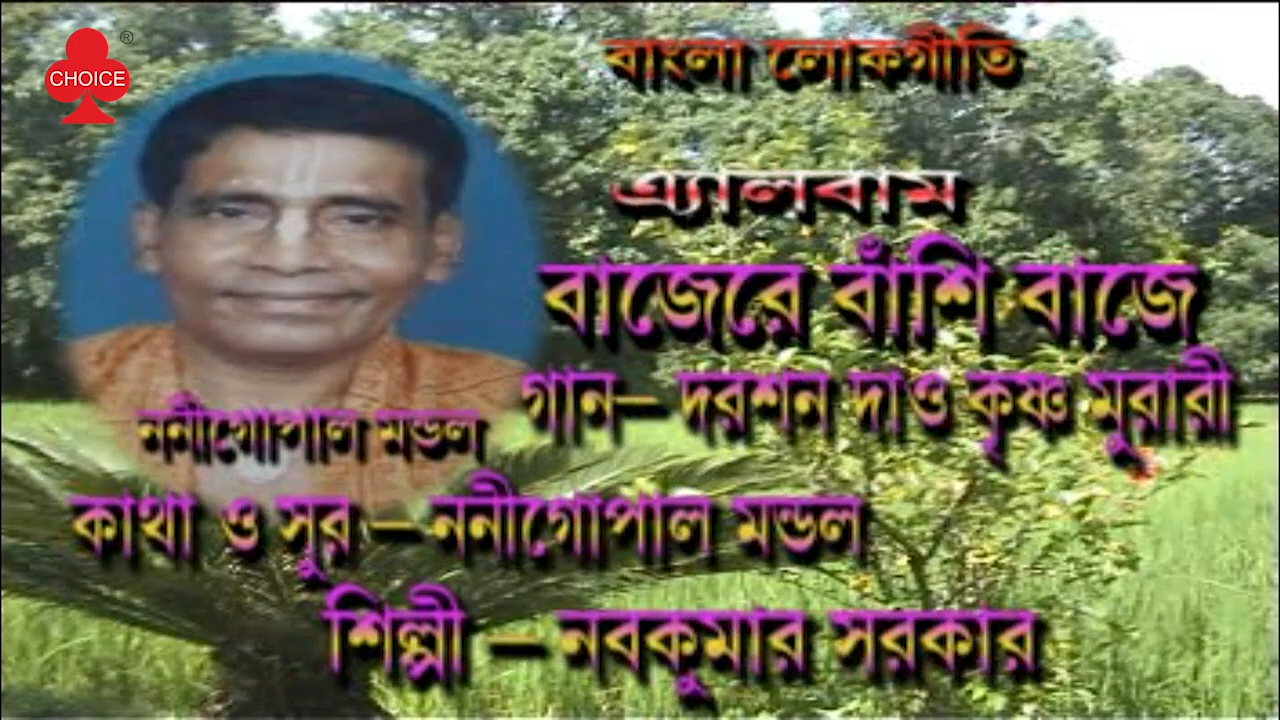 CHOICE®
বাংলা লোকগীতি
এ্যালবাম
বাজেরে বাঁশি বাজে
গান– দরশন দাও কৃষ্ণ মুরারী
ননীগোপাল মন্ডল
কাথা ও সুর – ননীগোপাল মন্ডল
শিল্পী – নবকুমার সরকার